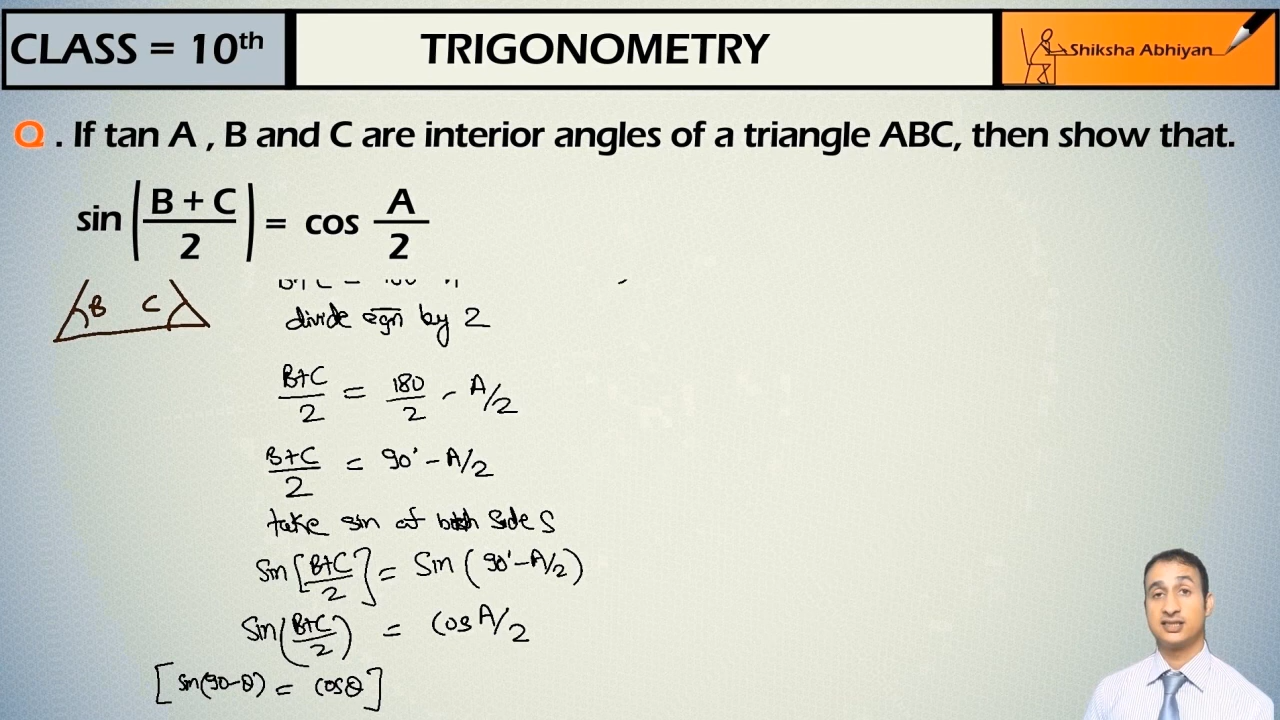 CLASS = 10th
TRIGONOMETRY
Shiksha Abhiyan
Q . If tan A , B and C are interior angles of a triangle ABC, then show that.
sin (B + C / 2) = cos A / 2
B C
divide eqn by 2
B+C/2 = 180/2 - A/2
B+C/2 = 90° - A/2
take sin of both sides
Sin [B+C/2] = Sin (90° - A/2)
Sin (B+C/2) = Cos A/2
[sin(90-θ) = cosθ]